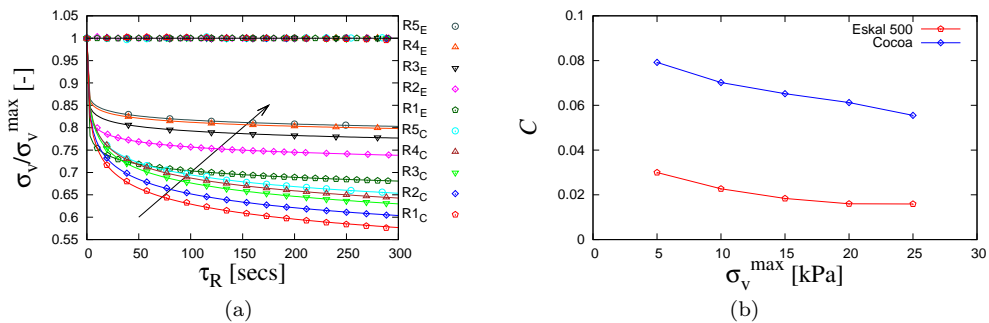 1.05
1
0.95
0.9
0.85
0.8
0.75
0.7
0.65
0.6
0.55
0 50 100 150 200 250 300
σv/σv^max [-]
τR [secs]
R5E
R4E
R3E
R2E
R1E
R5C
R4C
R3C
R2C
R1C
(a)
0.1
0.08
0.06
0.04
0.02
0
0 5 10 15 20 25 30
C
σv^max [kPa]
Eskal 500
Cocoa
(b)